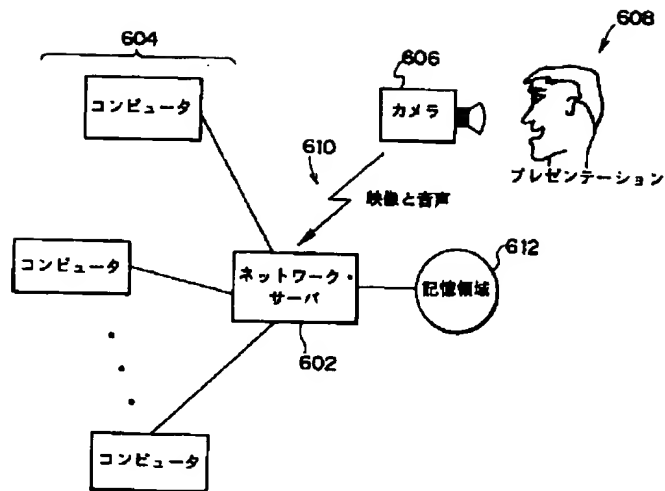 604
コンピュータ
606
カメラ
608
プレゼンテーション
610
映像と音声
コンピュータ
ネットワーク・
サーバ
602
記憶領域
612
コンピュータ